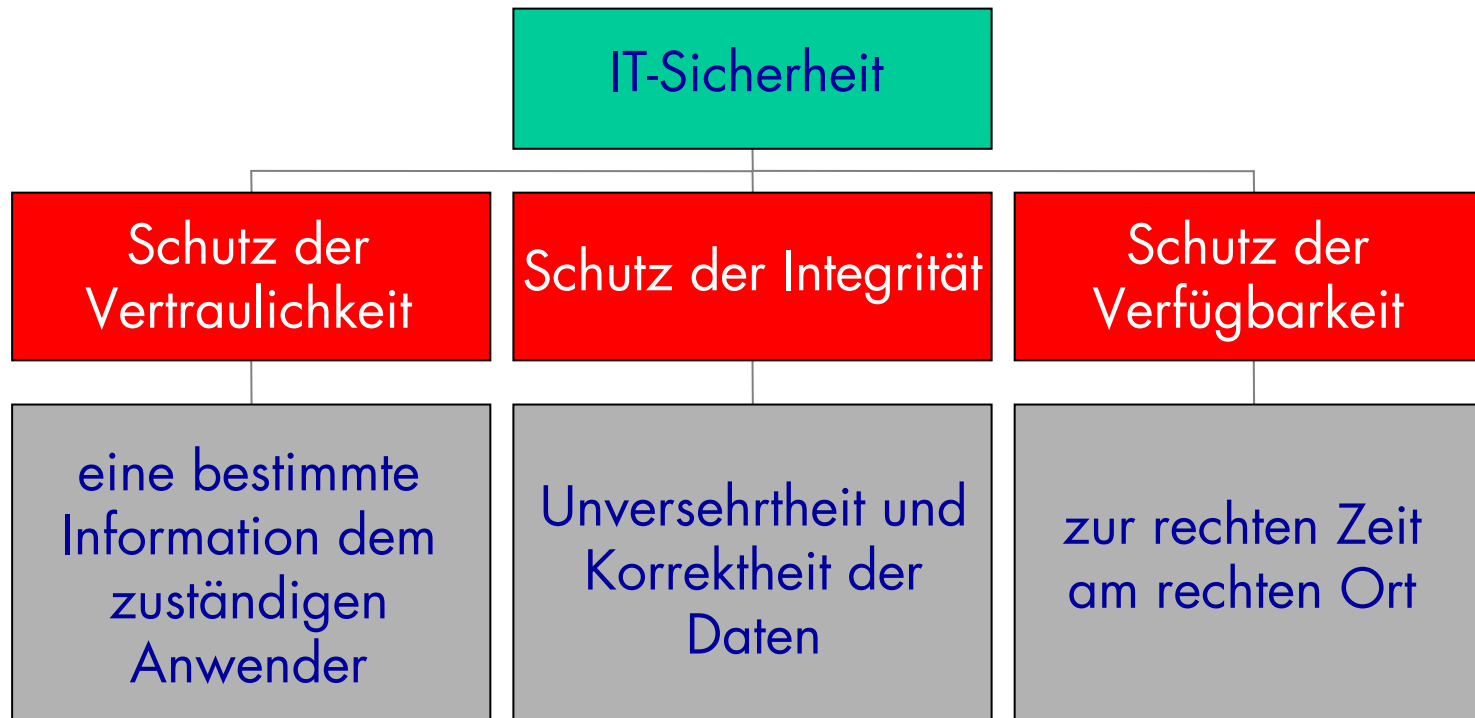 IT-Sicherheit
Schutz der
Vertraulichkeit
Schutz der Integrität
Schutz der
Verfügbarkeit
eine bestimmte
Information dem
zuständigen
Anwender
Unversehrtheit und
Korrektheit der
Daten
zur rechten Zeit
am rechten Ort